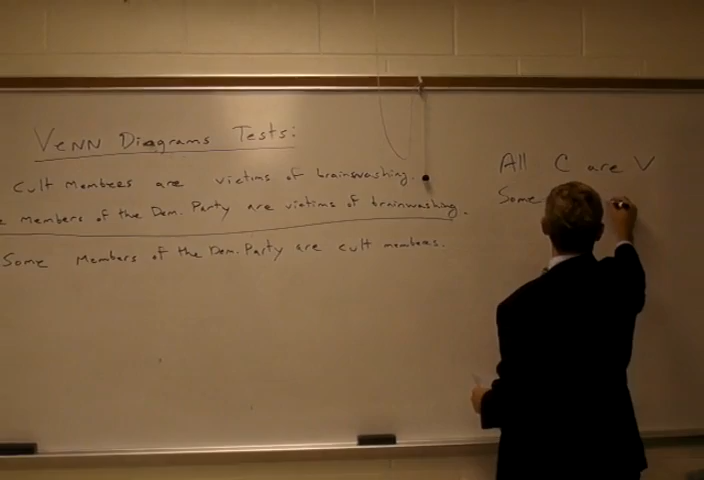 Venn Diagrams Tests:
Cult Members are victims of brainwashing.
Members of the Dem. Party are victims of brainwashing.
Some Members of the Dem. Party are cult members.
All C are V
Some